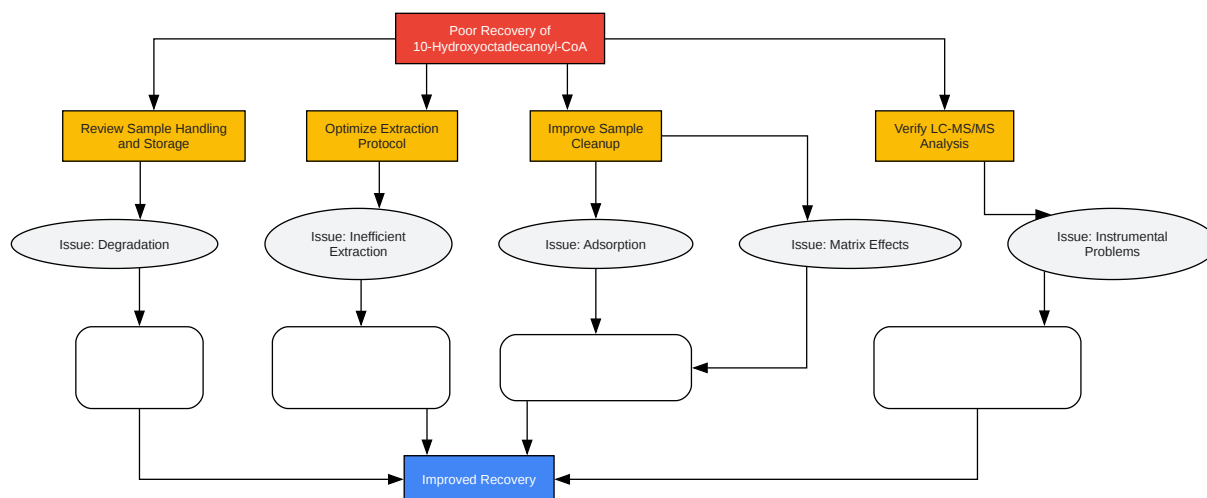 Poor Recovery of
10-Hydroxyoctadecanoyl-CoA
Review Sample Handling
and Storage
Optimize Extraction
Protocol
Improve Sample
Cleanup
Verify LC-MS/MS
Analysis
Issue: Degradation
Issue: Inefficient
Extraction
Issue: Adsorption
Issue: Matrix Effects
Issue: Instrumental
Problems
Improved Recovery